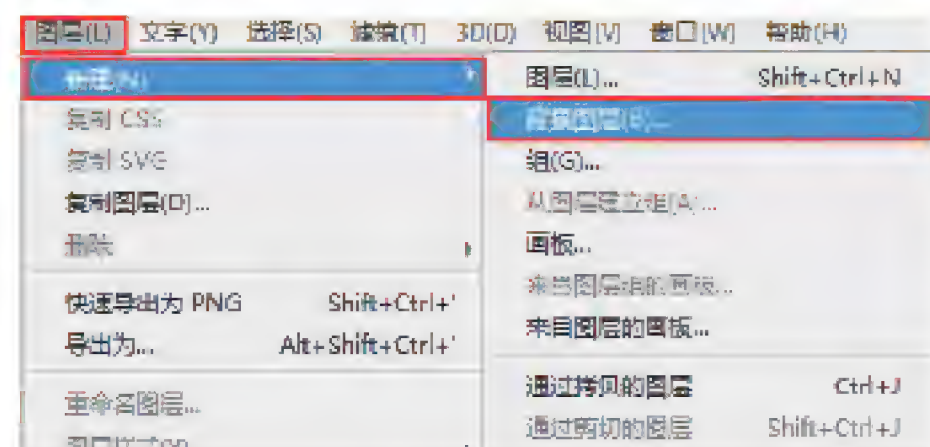 图层(L) 文字(Y) 选择(S) 滤镜(T) 3D(D) 视图(V) 窗口(W) 帮助(H)
新建(N)
复制 CSS
复制 SVG
复制图层(D)...
删除
快速导出为 PNG Shift+Ctrl+'
导出为... Alt+Shift+Ctrl+'
重命名图层...
图层样式
图层(L)... Shift+Ctrl+N
背景图层(B)...
组(G)...
从图层建立组(A)...
画板...
来自图层组的画板...
来自图层的画板...
通过拷贝的图层 Ctrl+J
通过剪切的图层 Shift+Ctrl+J